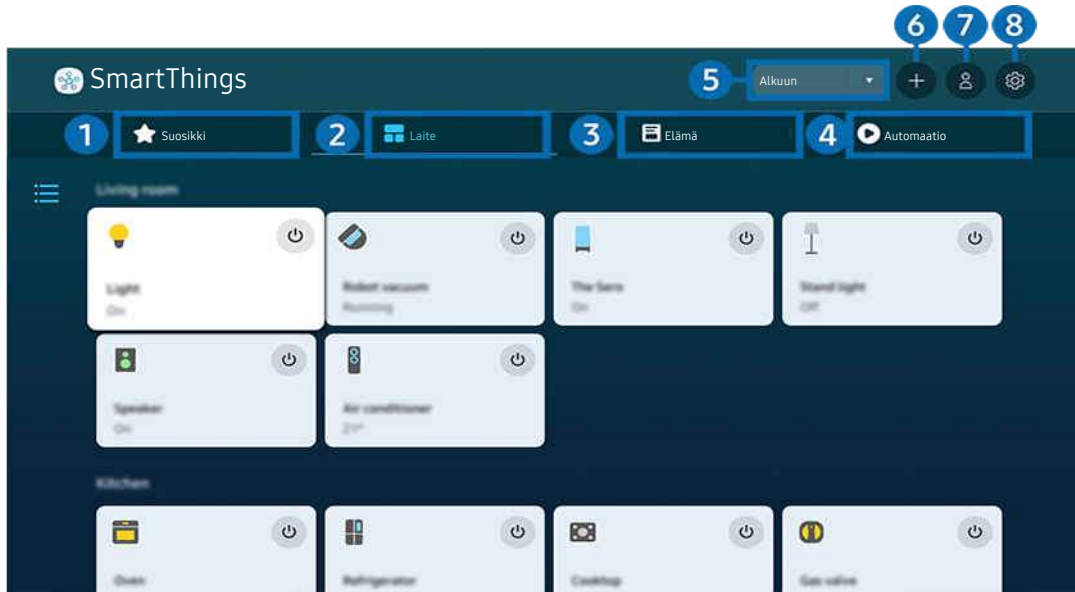 6 7 8
SmartThings
5 Alkuun
1 Suosikki 2 Laite 3 Elämä 4 Automaatio
Living room
Light Robot vacuum The Sero Stand light
On Running On Off
Speaker Air conditioner
On 21°
Kitchen
Oven Refrigerator Cooktop Gas valve